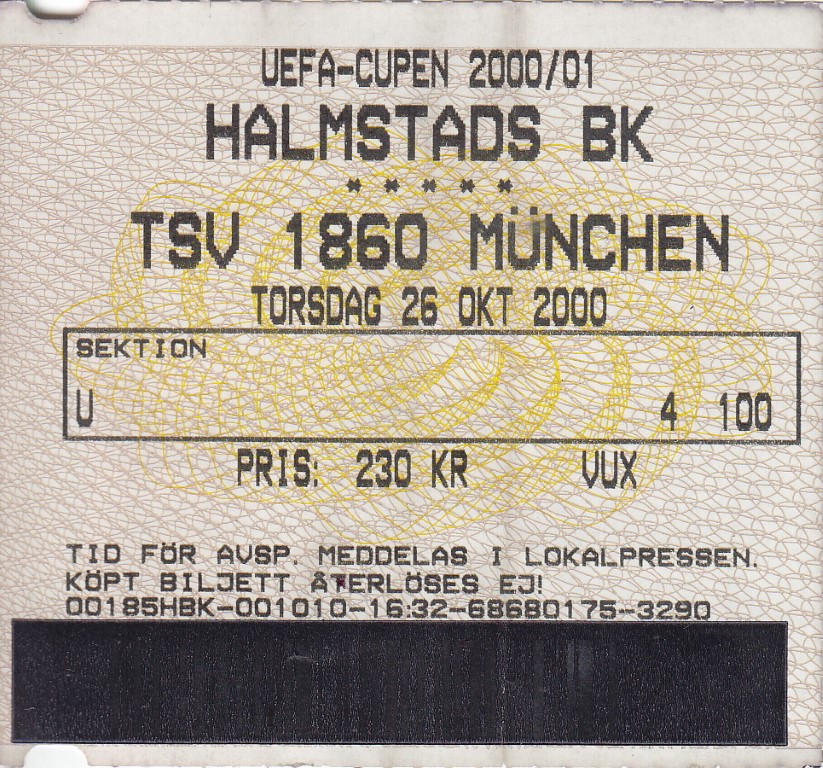 UEFA-CUPEN 2000/01
HALMSTADS BK
* * * * *
TSV 1860 MÜNCHEN
TORSDAG 26 OKT 2000
SEKTION
U 4 100
PRIS: 230 KR VUX
TID FÖR AVSP. MEDDELAS I LOKALPRESSEN.
KÖPT BILJETT ÅTERLÖSES EJ!
00185HBK-001010-16:32-68680175-3290